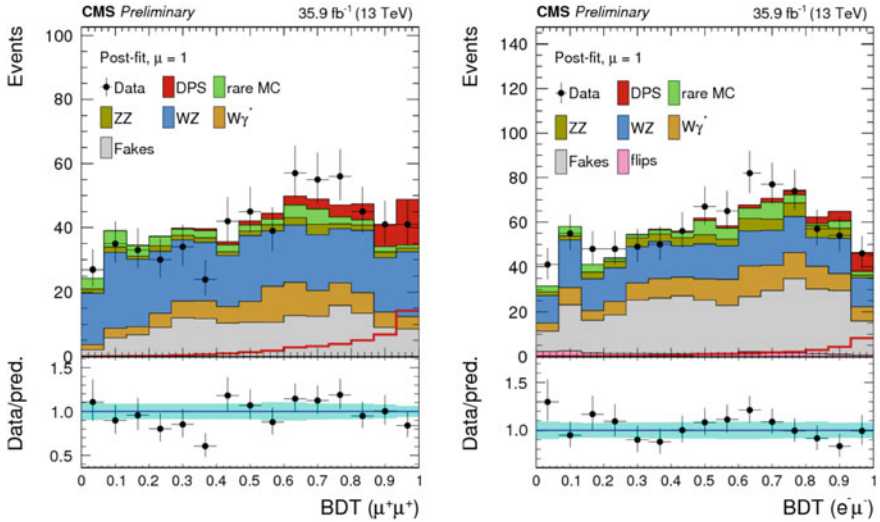 CMS Preliminary 35.9 fb⁻¹ (13 TeV)
Events
100
80
60
40
20
0
Post-fit, μ = 1
Data DPS rare MC
ZZ WZ Wγ*
Fakes
Data/pred.
1.5
1.0
0.5
0 0.1 0.2 0.3 0.4 0.5 0.6 0.7 0.8 0.9 1
BDT (μ⁺μ⁺)
CMS Preliminary 35.9 fb⁻¹ (13 TeV)
Events
140
120
100
80
60
40
20
0
Post-fit, μ = 1
Data DPS rare MC
ZZ WZ Wγ*
Fakes flips
Data/pred.
1.5
1.0
0 0.1 0.2 0.3 0.4 0.5 0.6 0.7 0.8 0.9 1
BDT (e⁻μ⁻)